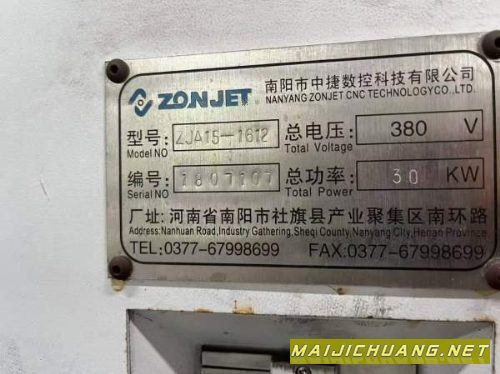 ZONJET 南阳市中捷数控科技有限公司
NANYANG ZONJET CNC TECHNOLOGYCO.,LTD.
型号: ZJA15-1612 总电压: 380 V
Model NO Total Voltage
编号: 1807107 总功率: 30 KW
Serial NO Total Power
厂址: 河南省南阳市社旗县产业聚集区南环路
Address: Nanhuan Road, Industry Gathering, Sheqi County, Nanyang City, Henan Province
TEL:0377-67998699 FAX:0377-67998699
MAIJICHUANG.NET